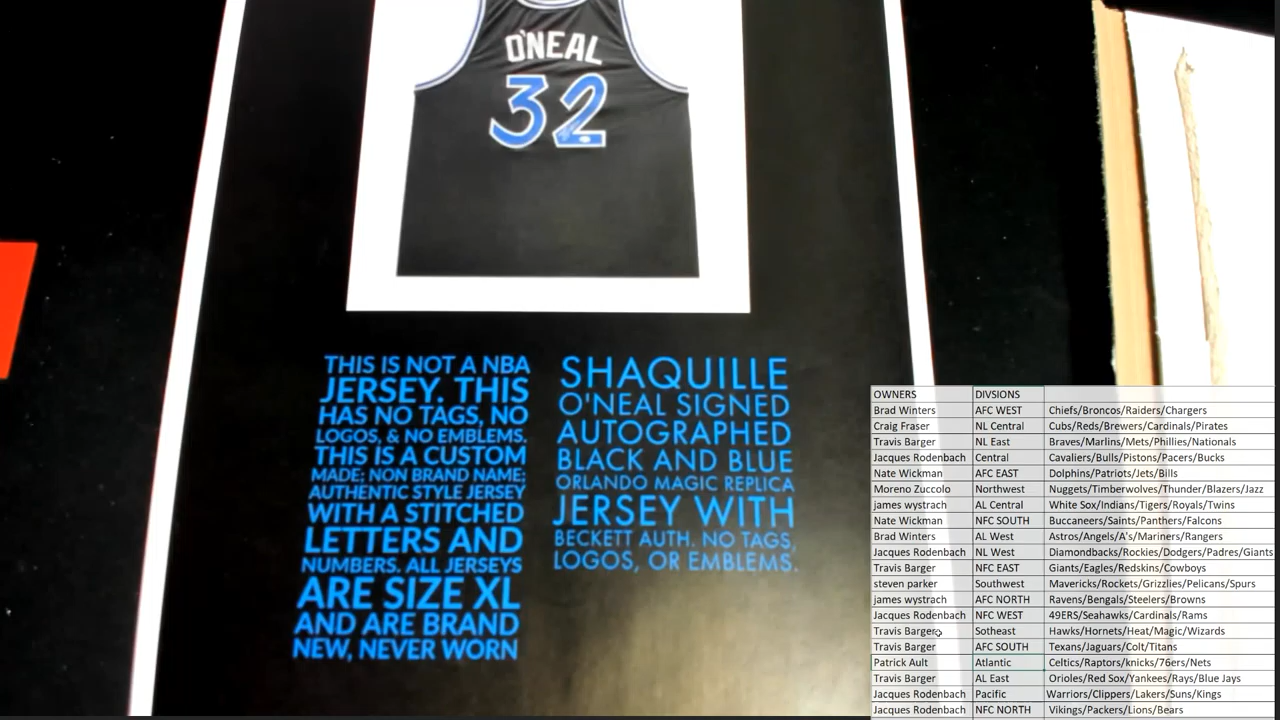 O'NEAL
32
THIS IS NOT A NBA
JERSEY. THIS
HAS NO TAGS, NO
LOGOS, & NO EMBLEMS.
THIS IS A CUSTOM
MADE; NON BRAND NAME;
AUTHENTIC STYLE JERSEY
WITH A STITCHED
LETTERS AND
NUMBERS. ALL JERSEYS
ARE SIZE XL
AND ARE BRAND
NEW, NEVER WORN
SHAQUILLE
O'NEAL SIGNED
AUTOGRAPHED
BLACK AND BLUE
ORLANDO MAGIC REPLICA
JERSEY WITH
BECKETT AUTH. NO TAGS,
LOGOS, OR EMBLEMS.
OWNERS DIVSIONS
Brad Winters AFC WEST Chiefs/Broncos/Raiders/Chargers
Craig Fraser NL Central Cubs/Reds/Brewers/Cardinals/Pirates
Travis Barger NL East Braves/Marlins/Mets/Phillies/Nationals
Jacques Rodenbach Central Cavaliers/Bulls/Pistons/Pacers/Bucks
Nate Wickman AFC EAST Dolphins/Patriots/Jets/Bills
Moreno Zuccolo Northwest Nuggets/Timberwolves/Thunder/Blazers/Jazz
james wystrach AL Central White Sox/Indians/Tigers/Royals/Twins
Nate Wickman NFC SOUTH Buccaneers/Saints/Panthers/Falcons
Brad Winters AL West Astros/Angels/A's/Mariners/Rangers
Jacques Rodenbach NL West Diamondbacks/Rockies/Dodgers/Padres/Giants
Travis Barger NFC EAST Giants/Eagles/Redskins/Cowboys
steven parker Southwest Mavericks/Rockets/Grizzlies/Pelicans/Spurs
james wystrach AFC NORTH Ravens/Bengals/Steelers/Browns
Jacques Rodenbach NFC WEST 49ERS/Seahawks/Cardinals/Rams
Travis Barger Sotheast Hawks/Hornets/Heat/Magic/Wizards
Travis Barger AFC SOUTH Texans/Jaguars/Colt/Titans
Patrick Ault Atlantic Celtics/Raptors/knicks/76ers/Nets
Travis Barger AL East Orioles/Red Sox/Yankees/Rays/Blue Jays
Jacques Rodenbach Pacific Warriors/Clippers/Lakers/Suns/Kings
Jacques Rodenbach NFC NORTH Vikings/Packers/Lions/Bears